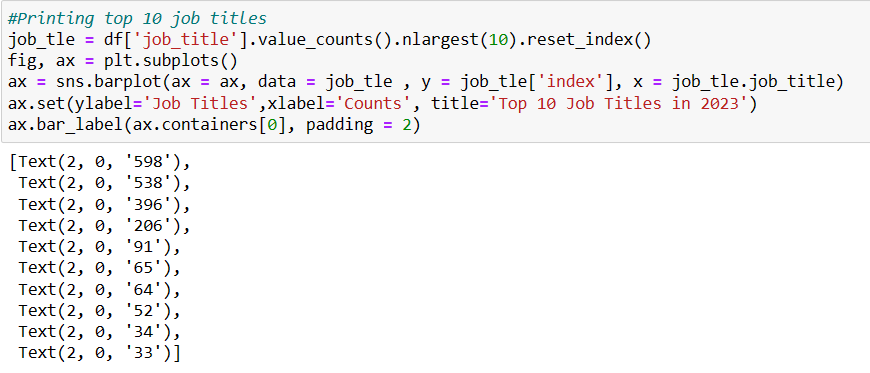 #Printing top 10 job titles
job_tle = df['job_title'].value_counts().nlargest(10).reset_index()
fig, ax = plt.subplots()
ax = sns.barplot(ax = ax, data = job_tle , y = job_tle['index'], x = job_tle.job_title)
ax.set(ylabel='Job Titles',xlabel='Counts', title='Top 10 Job Titles in 2023')
ax.bar_label(ax.containers[0], padding = 2)
[Text(2, 0, '598'),
Text(2, 0, '538'),
Text(2, 0, '396'),
Text(2, 0, '206'),
Text(2, 0, '91'),
Text(2, 0, '65'),
Text(2, 0, '64'),
Text(2, 0, '52'),
Text(2, 0, '34'),
Text(2, 0, '33')]